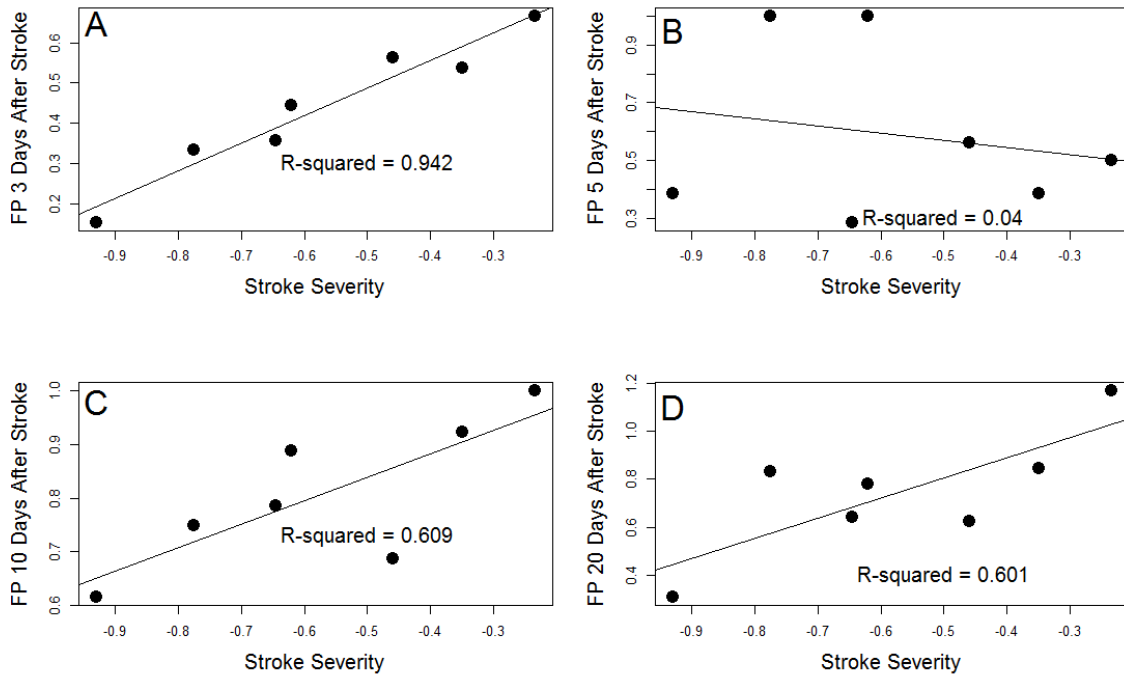 A
FP 3 Days After Stroke
0.6
0.5
0.4
0.3
0.2
R-squared = 0.942
-0.9 -0.8 -0.7 -0.6 -0.5 -0.4 -0.3
Stroke Severity
B
FP 5 Days After Stroke
0.9
0.7
0.5
0.3
R-squared = 0.04
-0.9 -0.8 -0.7 -0.6 -0.5 -0.4 -0.3
Stroke Severity
C
FP 10 Days After Stroke
1.0
0.9
0.8
0.7
0.6
R-squared = 0.609
-0.9 -0.8 -0.7 -0.6 -0.5 -0.4 -0.3
Stroke Severity
D
FP 20 Days After Stroke
1.2
1.0
0.8
0.6
0.4
R-squared = 0.601
-0.9 -0.8 -0.7 -0.6 -0.5 -0.4 -0.3
Stroke Severity